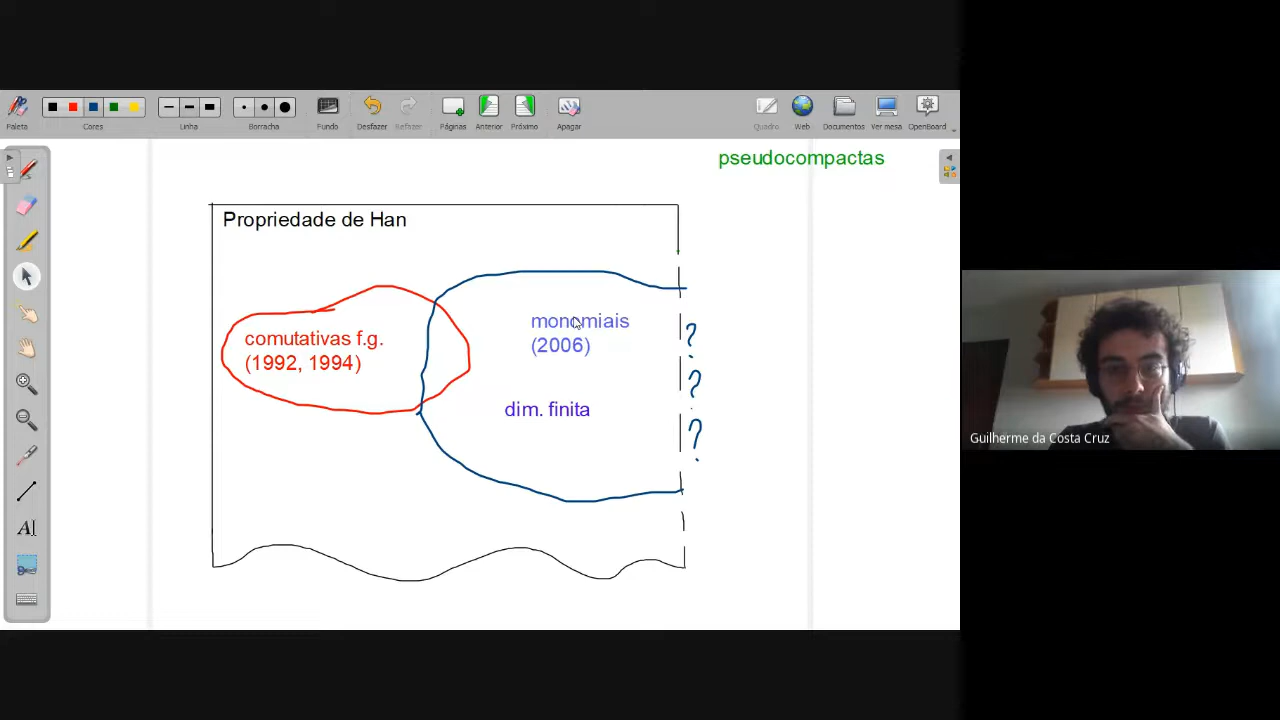 Paleta
Cores
Linha
Borracha
Fundo
Desfazer
Refazer
Páginas
Anterior
Próximo
Apagar
Quadro
Web
Documentos
Ver mesa
OpenBoard
pseudocompactas
Propriedade de Han
comutativas f.g.
(1992, 1994)
monomiais
(2006)
dim. finita
?
?
?
A
Guilherme da Costa Cruz